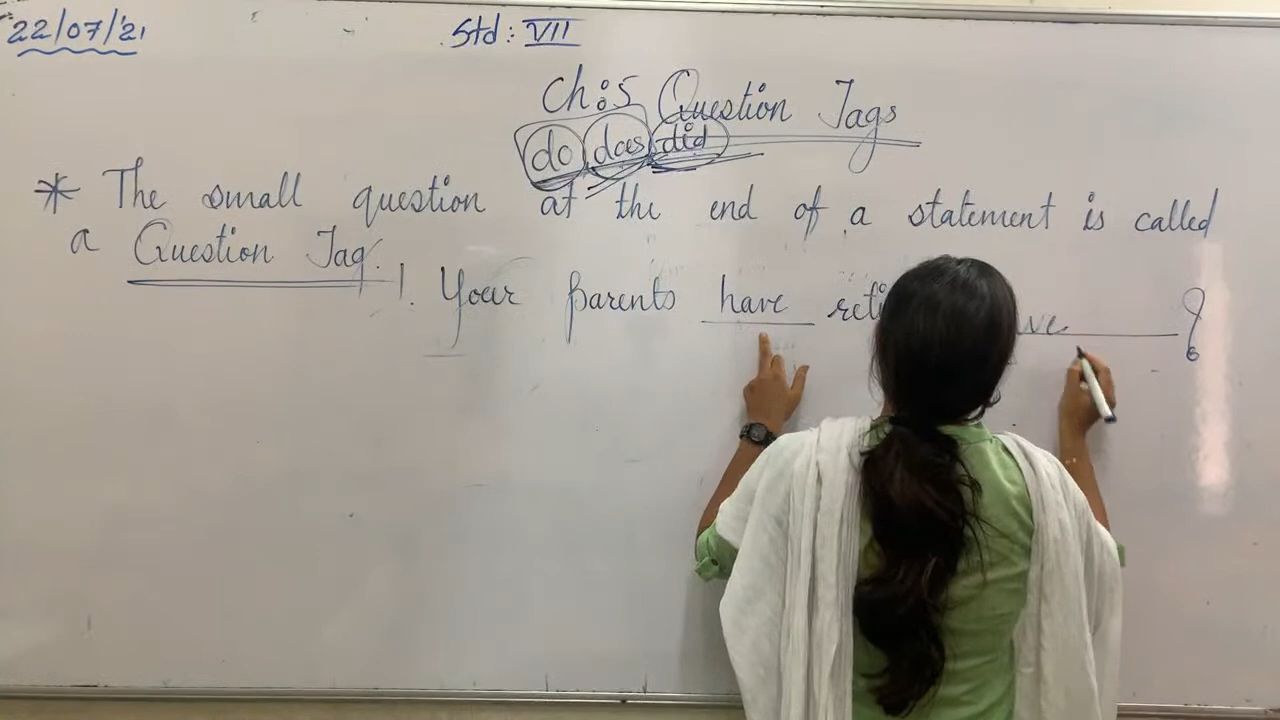 22/07/21
Std: VII
Ch:5 Question Tags
do does did
* The small question at the end of a statement is called
a Question Tag.
1. Your parents have ?